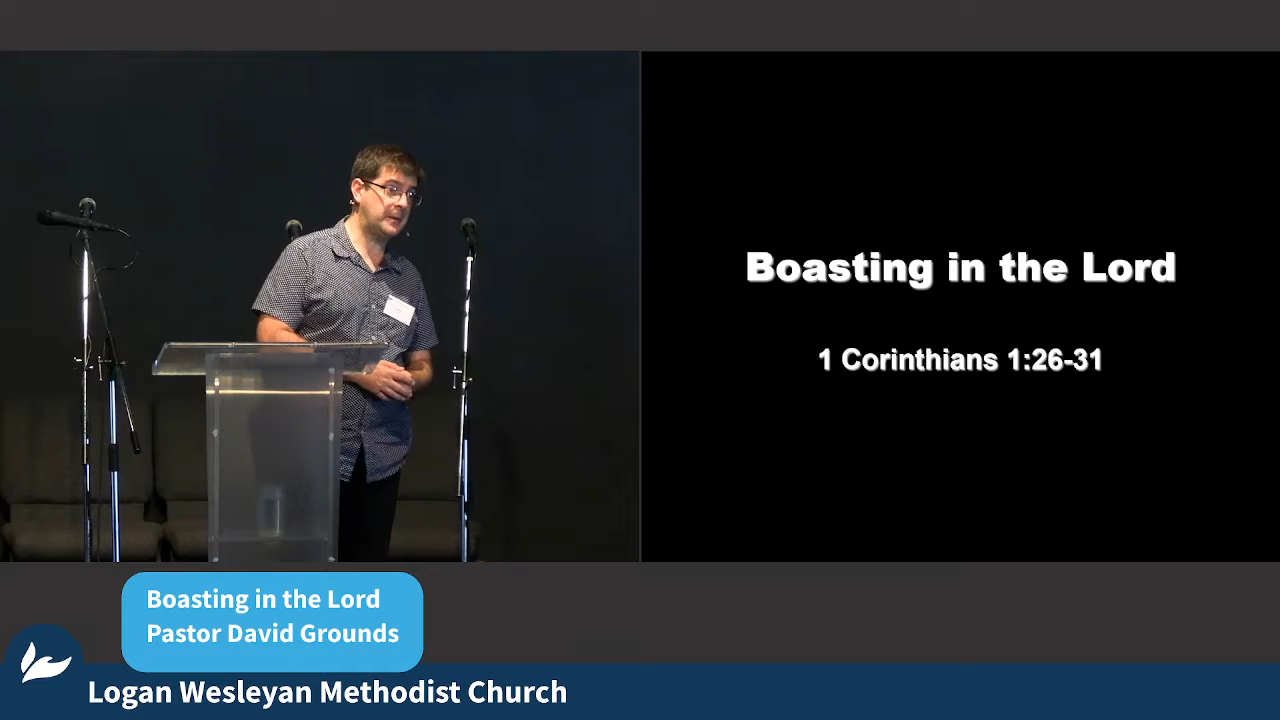 Boasting in the Lord
1 Corinthians 1:26-31
Boasting in the Lord
Pastor David Grounds
Logan Wesleyan Methodist Church